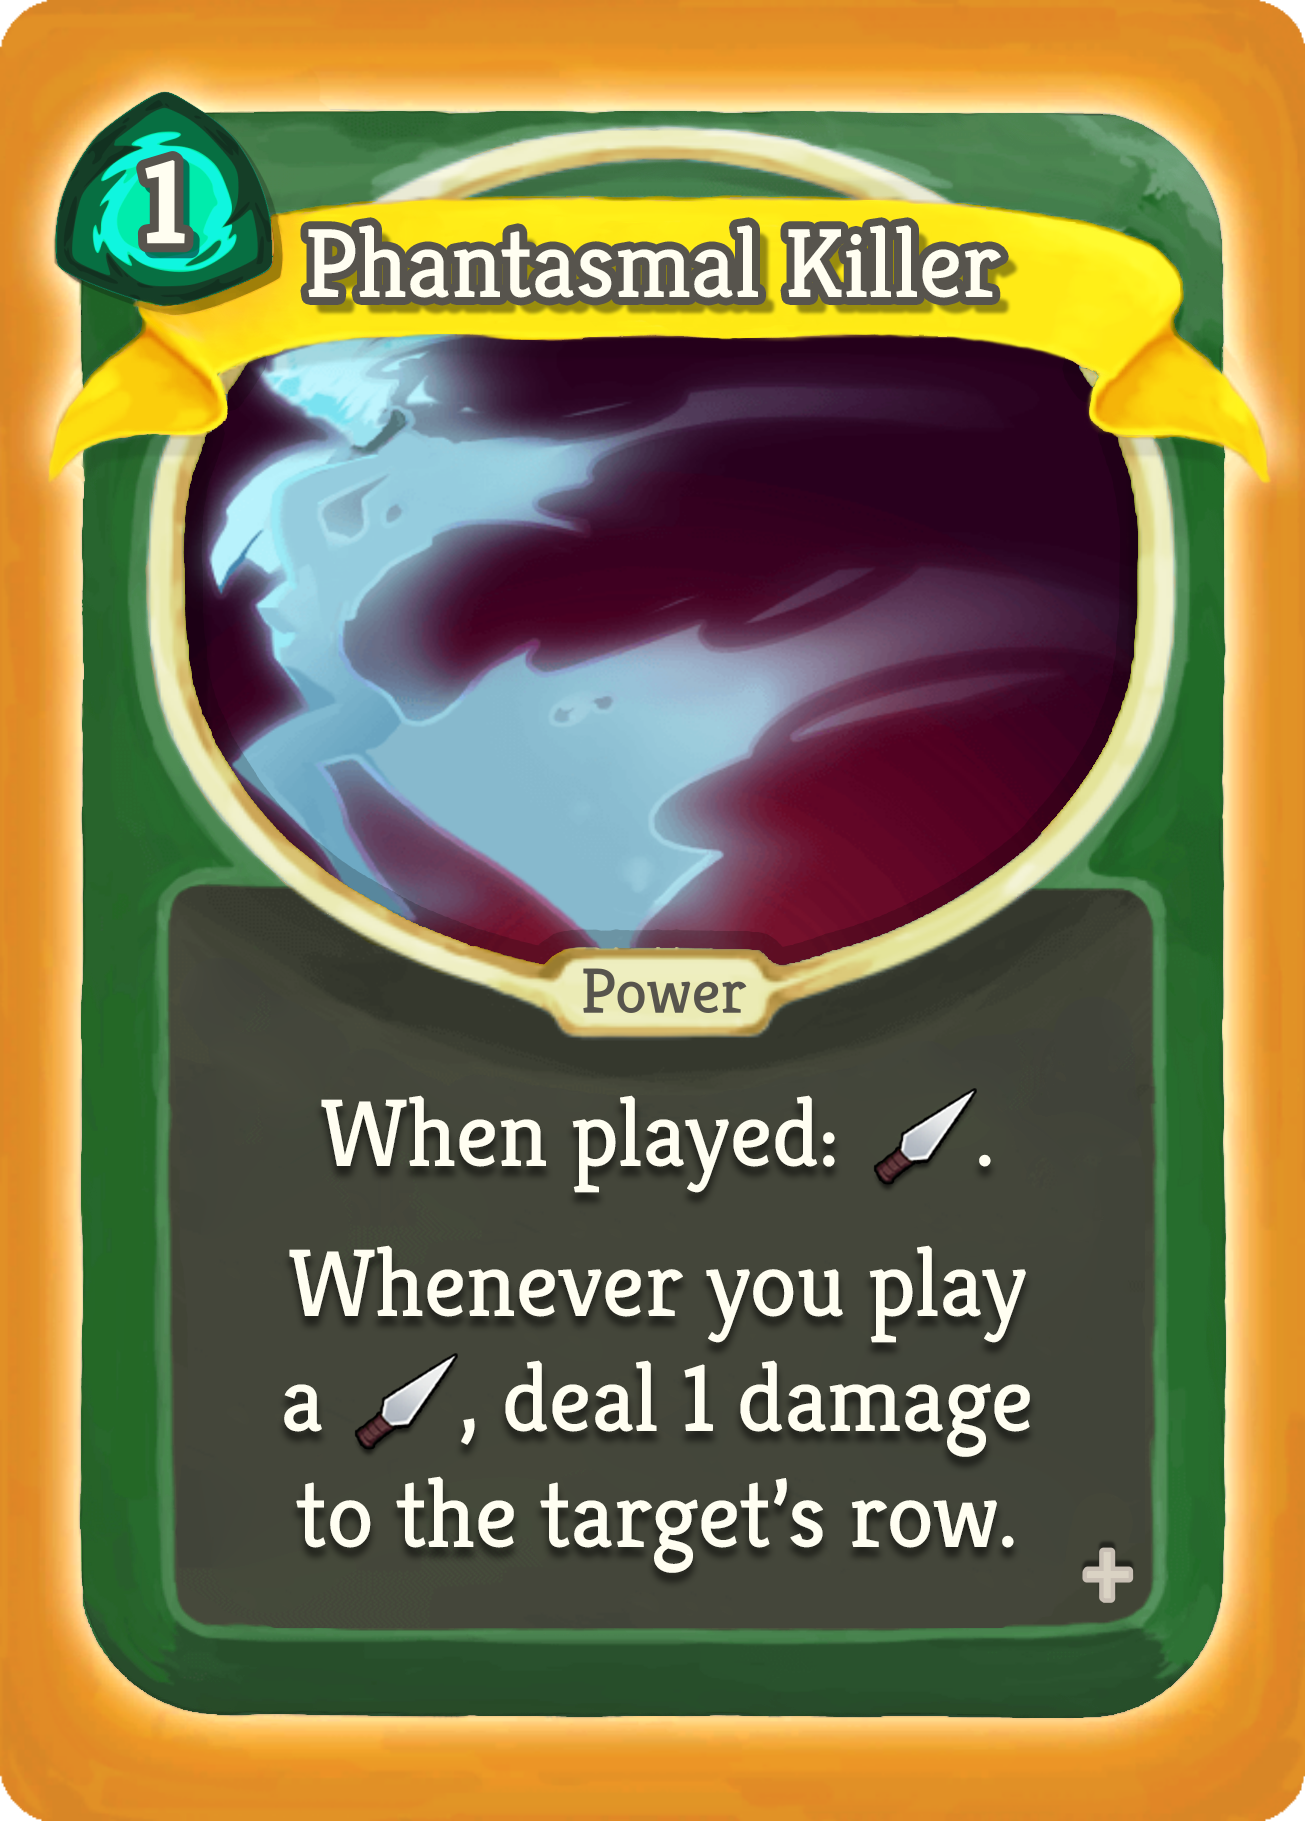 1
Phantasmal Killer
Power
When played: .
Whenever you play
a , deal 1 damage
to the target's row.